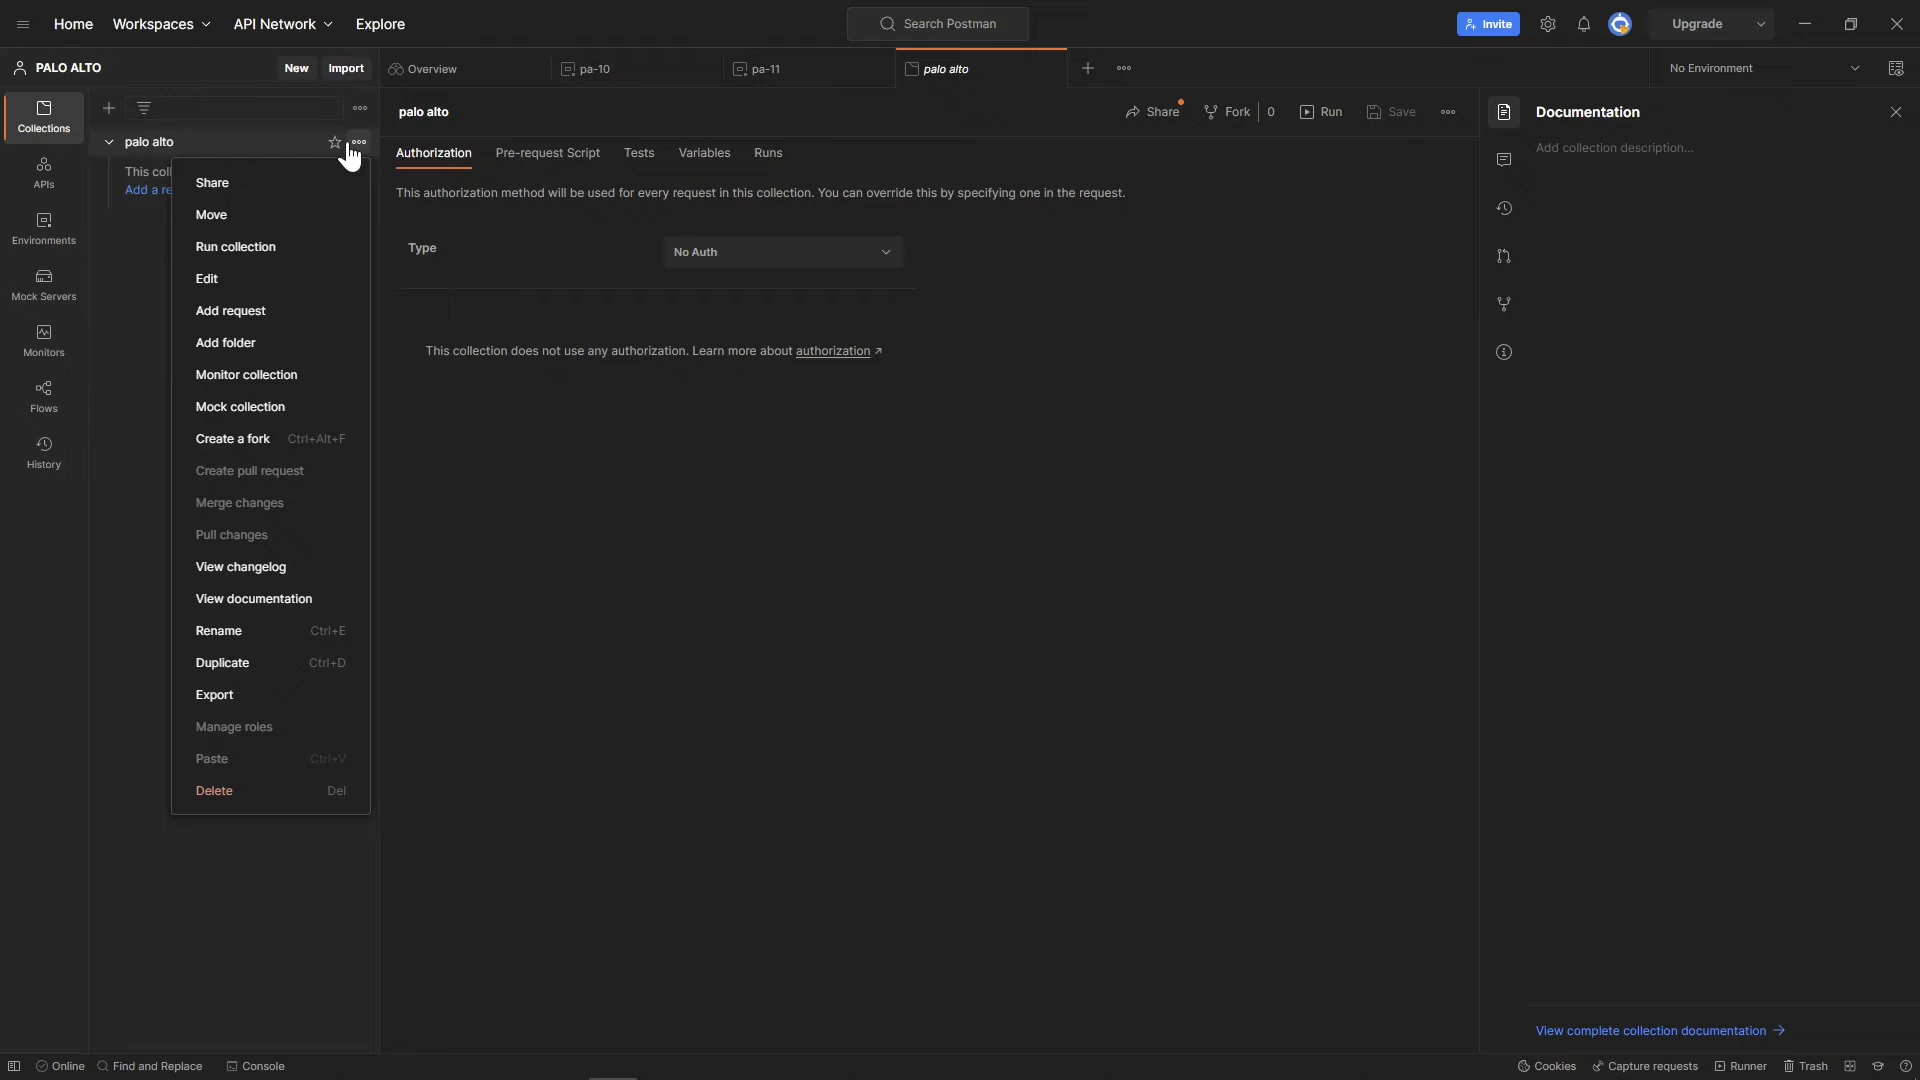 Home
Workspaces
API Network
Explore
Search Postman
Invite
Upgrade
PALO ALTO
New
Import
Overview
pa-10
pa-11
palo alto
No Environment
Collections
APIs
Environments
Mock Servers
Monitors
Flows
History
palo alto
This coll
Add a re
Share
Move
Run collection
Edit
Add request
Add folder
Monitor collection
Mock collection
Create a fork Ctrl+Alt+F
Create pull request
Merge changes
Pull changes
View changelog
View documentation
Rename Ctrl+E
Duplicate Ctrl+D
Export
Manage roles
Paste Ctrl+V
Delete Del
palo alto
Share
Fork 0
Run
Save
Authorization
Pre-request Script
Tests
Variables
Runs
This authorization method will be used for every request in this collection. You can override this by specifying one in the request.
Type
No Auth
This collection does not use any authorization. Learn more about authorization ↗
Documentation
Add collection description...
View complete collection documentation →
Online
Find and Replace
Console
Cookies
Capture requests
Runner
Trash